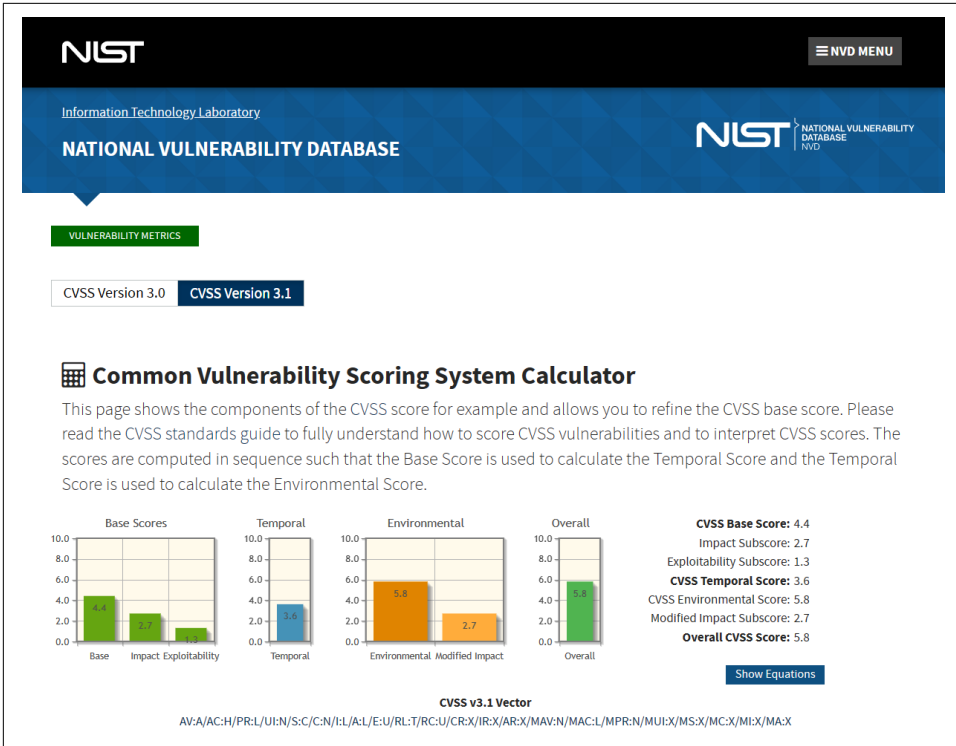 NIST
NVD MENU
Information Technology Laboratory
NATIONAL VULNERABILITY DATABASE
NIST
NATIONAL VULNERABILITY
DATABASE
NVD
VULNERABILITY METRICS
CVSS Version 3.0
CVSS Version 3.1
Common Vulnerability Scoring System Calculator
This page shows the components of the CVSS score for example and allows you to refine the CVSS base score. Please
read the CVSS standards guide to fully understand how to score CVSS vulnerabilities and to interpret CVSS scores. The
scores are computed in sequence such that the Base Score is used to calculate the Temporal Score and the Temporal
Score is used to calculate the Environmental Score.
Base Scores
10.0
8.0
6.0
4.0
2.0
0.0
4.4
2.7
1.3
Base
Impact
Exploitability
Temporal
10.0
8.0
6.0
4.0
2.0
0.0
3.6
Temporal
Environmental
10.0
8.0
6.0
4.0
2.0
0.0
5.8
2.7
Environmental
Modified Impact
Overall
10.0
8.0
6.0
4.0
2.0
0.0
5.8
Overall
CVSS Base Score: 4.4
Impact Subscore: 2.7
Exploitability Subscore: 1.3
CVSS Temporal Score: 3.6
CVSS Environmental Score: 5.8
Modified Impact Subscore: 2.7
Overall CVSS Score: 5.8
Show Equations
CVSS v3.1 Vector
AV:A/AC:H/PR:L/UI:N/S:C/C:N/I:L/A:L/E:U/RL:T/RC:U/CR:X/IR:X/AR:X/MAV:N/MAC:L/MPR:N/MUI:X/MS:X/MC:X/MI:X/MA:X